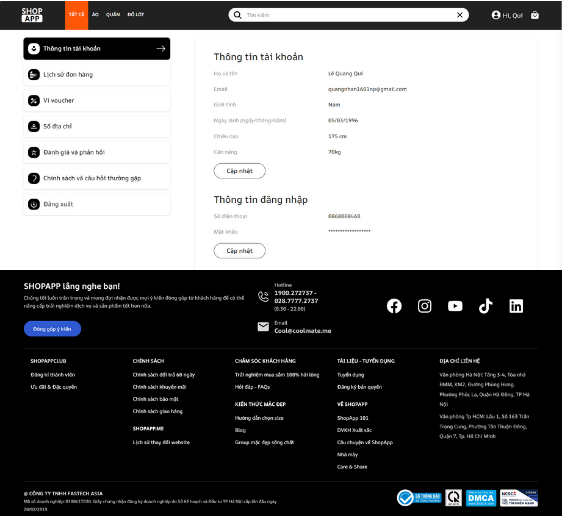 SHOP
APP
TẤT CẢ
ÁO
QUẦN
ĐỒ LÓT
Tìm kiếm
Hi, Quí
Thông tin tài khoản
Lịch sử đơn hàng
Ví voucher
Số địa chỉ
Đánh giá và phản hồi
Chính sách và câu hỏi thường gặp
Đăng xuất
Thông tin tài khoản
Họ và tên
Lê Quang Quí
Email
quangnhan1601np@gmail.com
Giới tính
Nam
Ngày sinh (ngày/tháng/năm)
05/03/1996
Chiều cao
175 cm
Cân nặng
70kg
Cập nhật
Thông tin đăng nhập
Số điện thoại
0868008460
Mật khẩu
******************
Cập nhật
SHOPAPP lắng nghe bạn!
Chúng tôi luôn trân trọng và mong đợi nhận được mọi ý kiến đóng góp từ khách hàng để có thể
nâng cấp trải nghiệm dịch vụ và sản phẩm tốt hơn nữa.
Đóng góp ý kiến
Hotline
1900.272737 -
028.7777.2737
(8:30 - 22:00)
Email
Cool@coolmate.me
SHOPAPPCLUB
Đăng kí thành viên
Ưu đãi & Đặc quyền
CHÍNH SÁCH
Chính sách đổi trả 60 ngày
Chính sách khuyến mãi
Chính sách bảo mật
Chính sách giao hàng
SHOPAPP.ME
Lịch sử thay đổi website
CHĂM SÓC KHÁCH HÀNG
Trải nghiệm mua sắm 100% hài lòng
Hỏi đáp - FAQs
KIẾN THỨC MẶC ĐẸP
Hướng dẫn chọn size
Blog
Group mặc đẹp sống chất
TÀI LIỆU - TUYỂN DỤNG
Tuyển dụng
Đăng ký bản quyền
VỀ SHOPAPP
ShopApp 101
DVKH Xuất sắc
Câu chuyện về ShopApp
Nhà máy
Care & Share
ĐỊA CHỈ LIÊN HỆ
Văn phòng Hà Nội: Tầng 3-4, Tòa nhà
BMM, KM2, Đường Phùng Hưng,
Phường Phúc La, Quận Hà Đông, TP Hà
Nội
Văn phòng Tp HCM: Lầu 1, Số 163 Trần
Trọng Cung, Phường Tân Thuận Đông,
Quận 7, Tp. Hồ Chí Minh
@ CÔNG TY TNHH FASTECH ASIA
Mã số doanh nghiệp: 0108617038. Giấy chứng nhận đăng ký doanh nghiệp do Sở Kế hoạch và Đầu tư TP Hà Nội cấp lần đầu ngày
20/02/2019.
DMCA